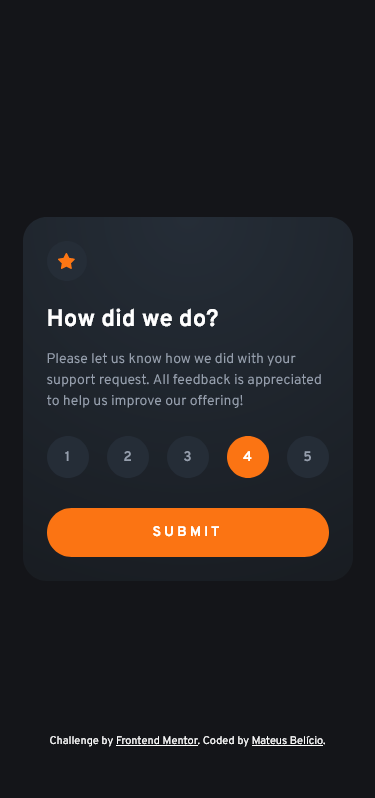 How did we do?
Please let us know how we did with your
support request. All feedback is appreciated
to help us improve our offering!
1 2 3 4 5
SUBMIT
Challenge by Frontend Mentor. Coded by Mateus Belício.